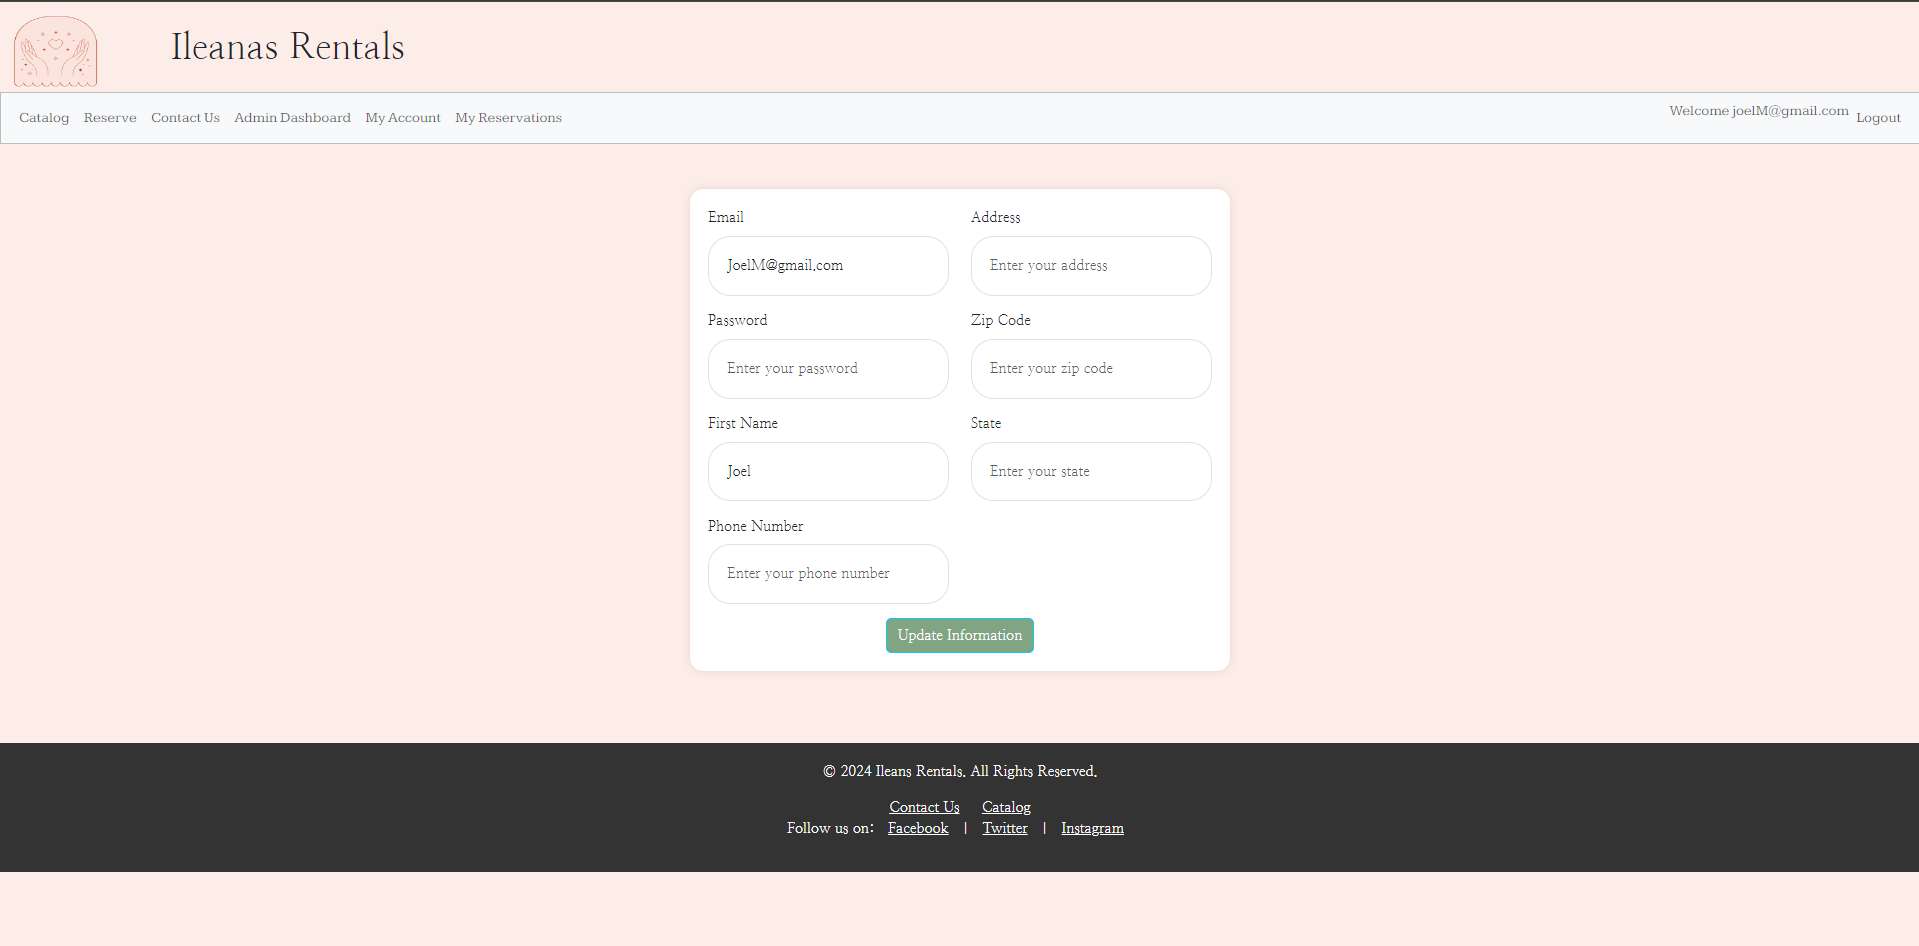 Ileanas Rentals
Catalog Reserve Contact Us Admin Dashboard My Account My Reservations Welcome joelM@gmail.com Logout
Email Address
JoelM@gmail.com Enter your address
Password Zip Code
Enter your password Enter your zip code
First Name State
Joel Enter your state
Phone Number
Enter your phone number
Update Information
© 2024 Ileans Rentals. All Rights Reserved.
Contact Us Catalog
Follow us on: Facebook | Twitter | Instagram